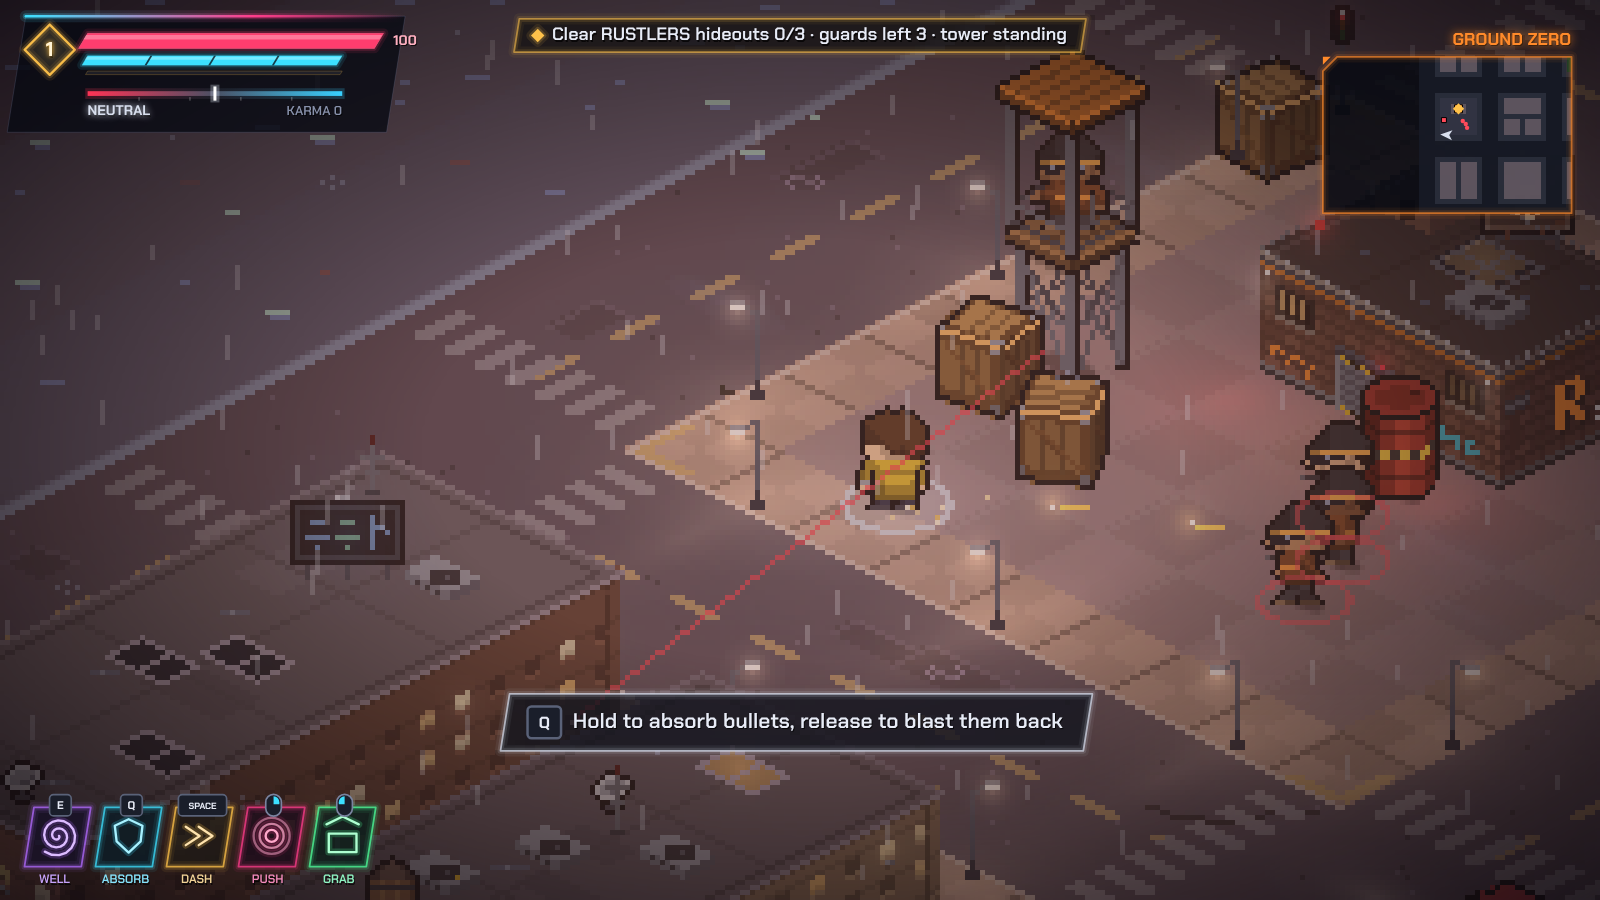 1
100
NEUTRAL
KARMA 0
Clear RUSTLERS hideouts 0/3 · guards left 3 · tower standing
GROUND ZERO
R
Q Hold to absorb bullets, release to blast them back
E
Q
SPACE
WELL
ABSORB
DASH
PUSH
GRAB